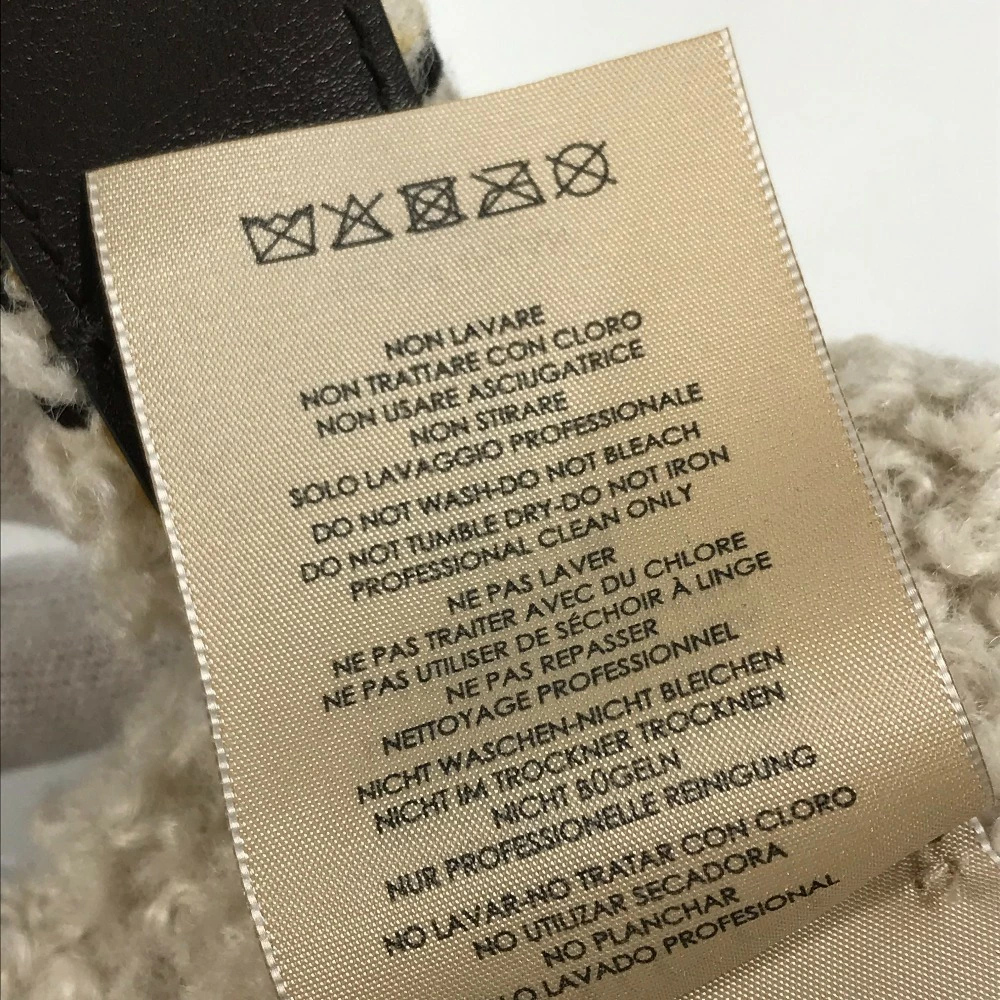 NON LAVARE
NON TRATTARE CON CLORO
NON USARE ASCIUGATRICE
NON STIRARE
SOLO LAVAGGIO PROFESSIONALE
DO NOT WASH-DO NOT BLEACH
DO NOT TUMBLE DRY-DO NOT IRON
PROFESSIONAL CLEAN ONLY
NE PAS LAVER
NE PAS TRAITER AVEC DU CHLORE
NE PAS UTILISER DE SÉCHOIR À LINGE
NE PAS REPASSER
NETTOYAGE PROFESSIONNEL
NICHT WASCHEN-NICHT BLEICHEN
NICHT IM TROCKNER TROCKNEN
NICHT BÜGELN
NUR PROFESSIONELLE REINIGUNG
NO LAVAR-NO TRATAR CON CLORO
NO UTILIZAR SECADORA
NO PLANCHAR
LAVADO PROFESIONAL